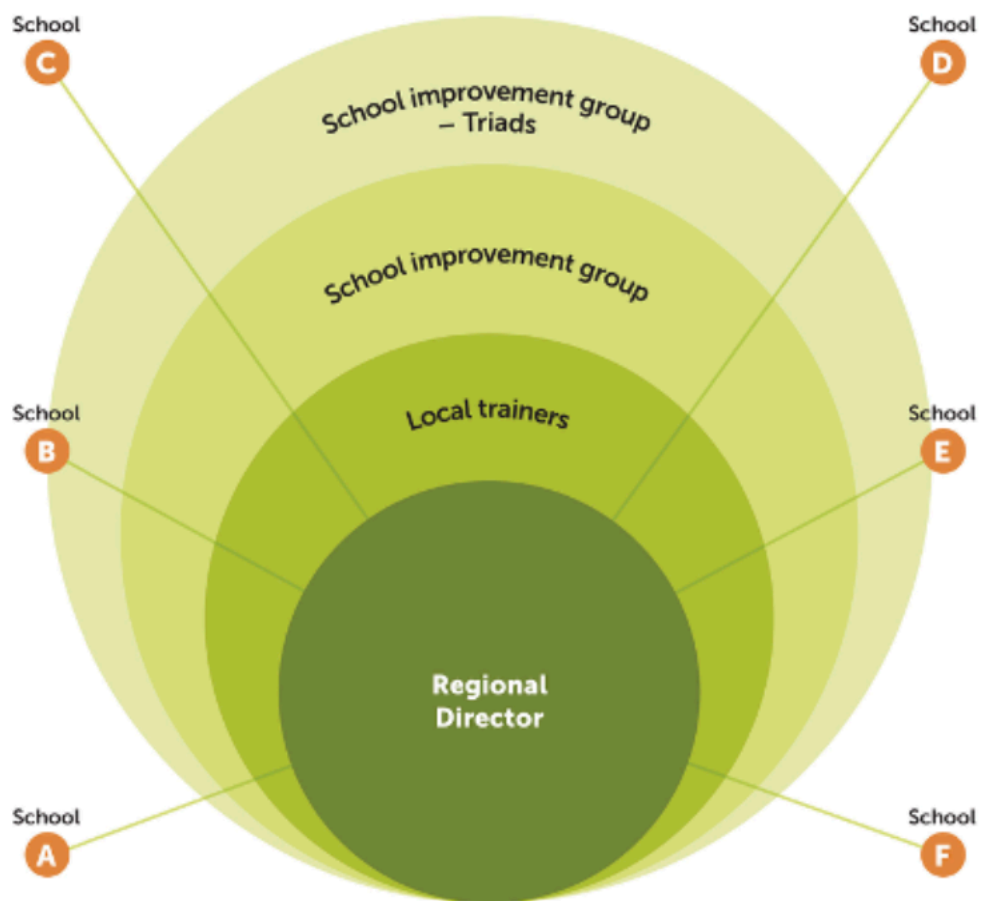 School
C
School
D
School improvement group
– Triads
School improvement group
Local trainers
School
B
School
E
Regional
Director
School
A
School
F